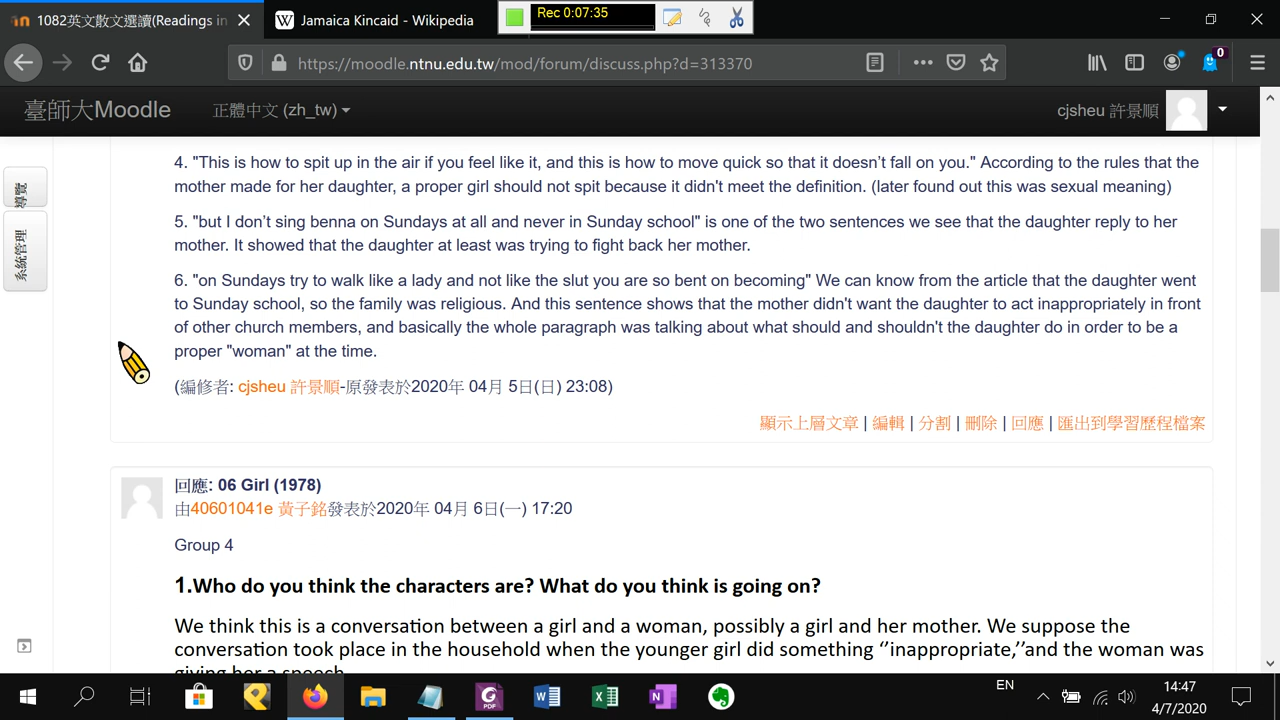 1082英文散文選讀(Readings in
Jamaica Kincaid - Wikipedia
Rec 0:07:35
https://moodle.ntnu.edu.tw/mod/forum/discuss.php?d=313370
0
臺師大Moodle
正體中文 (zh_tw)
cjsheu 許景順
導覽
系統管理
4. "This is how to spit up in the air if you feel like it, and this is how to move quick so that it doesn’t fall on you." According to the rules that the
mother made for her daughter, a proper girl should not spit because it didn't meet the definition. (later found out this was sexual meaning)
5. "but I don’t sing benna on Sundays at all and never in Sunday school" is one of the two sentences we see that the daughter reply to her
mother. It showed that the daughter at least was trying to fight back her mother.
6. "on Sundays try to walk like a lady and not like the slut you are so bent on becoming" We can know from the article that the daughter went
to Sunday school, so the family was religious. And this sentence shows that the mother didn't want the daughter to act inappropriately in front
of other church members, and basically the whole paragraph was talking about what should and shouldn't the daughter do in order to be a
proper "woman" at the time.
(編修者: cjsheu 許景順-原發表於2020年 04月 5日(日) 23:08)
顯示上層文章 | 編輯 | 分割 | 刪除 | 回應 | 匯出到學習歷程檔案
回應: 06 Girl (1978)
由40601041e 黃子銘發表於2020年 04月 6日(一) 17:20
Group 4
1.Who do you think the characters are? What do you think is going on?
We think this is a conversation between a girl and a woman, possibly a girl and her mother. We suppose the
conversation took place in the household when the younger girl did something ‘’inappropriate,’’and the woman was
giving her a speech
EN
14:47
4/7/2020